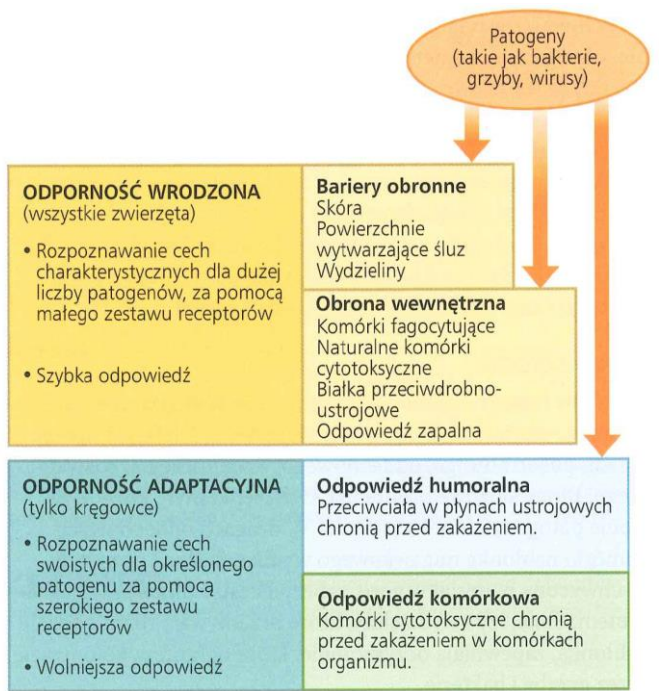 Patogeny
(takie jak bakterie,
grzyby, wirusy)
ODPORNOŚĆ WRODZONA
(wszystkie zwierzęta)
• Rozpoznawanie cech
charakterystycznych dla dużej
liczby patogenów, za pomocą
małego zestawu receptorów
• Szybka odpowiedź
Bariery obronne
Skóra
Powierzchnie
wytwarzające śluz
Wydzieliny
Obrona wewnętrzna
Komórki fagocytujące
Naturalne komórki
cytotoksyczne
Białka przeciwdrobno-
ustrojowe
Odpowiedź zapalna
ODPORNOŚĆ ADAPTACYJNA
(tylko kręgowce)
• Rozpoznawanie cech
swoistych dla określonego
patogenu za pomocą
szerokiego zestawu
receptorów
• Wolniejsza odpowiedź
Odpowiedź humoralna
Przeciwciała w płynach ustrojowych
chronią przed zakażeniem.
Odpowiedź komórkowa
Komórki cytotoksyczne chronią
przed zakażeniem w komórkach
organizmu.